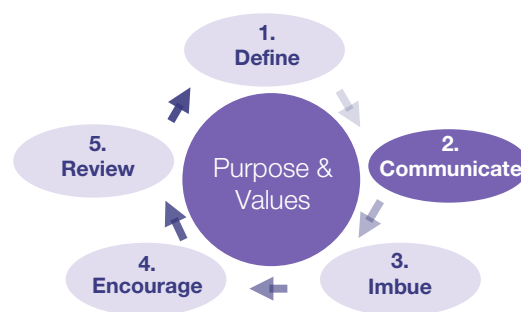 1.
Define
2.
Communicate
3.
Imbue
4.
Encourage
5.
Review
Purpose &
Values